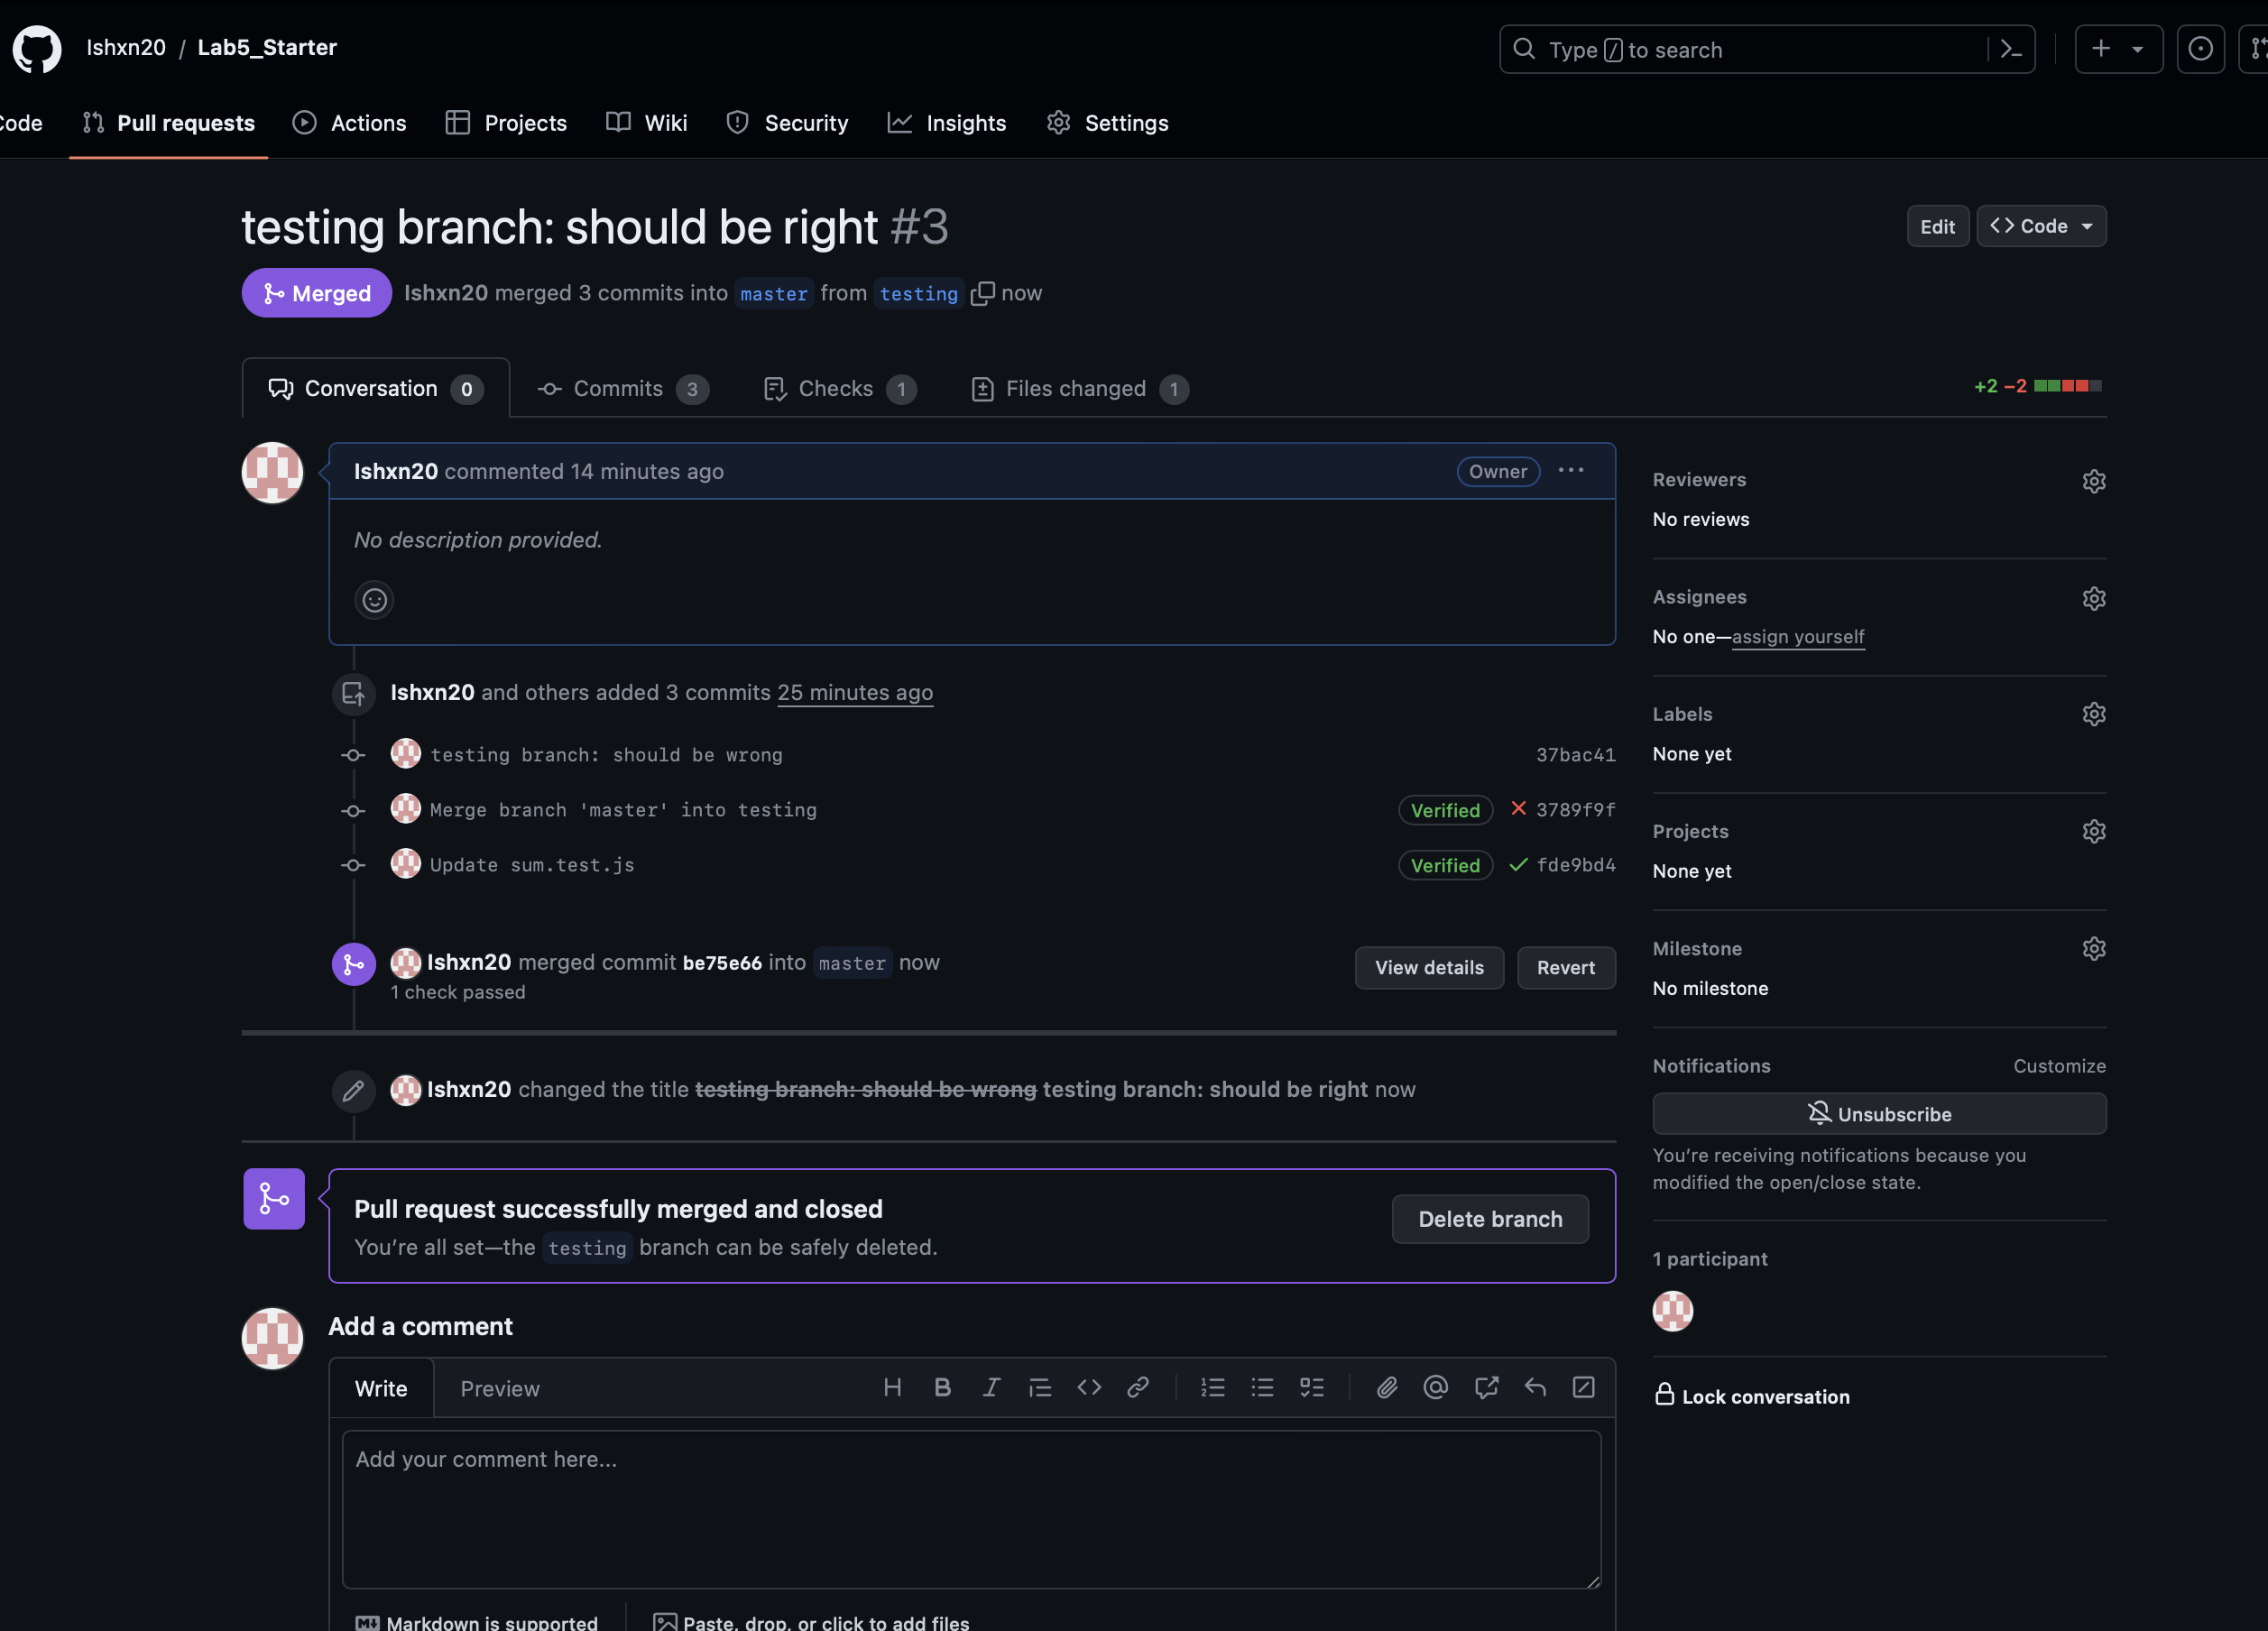 Ishxn20 / Lab5_Starter
Type / to search
Code Pull requests Actions Projects Wiki Security Insights Settings
testing branch: should be right #3
Edit Code
Merged Ishxn20 merged 3 commits into master from testing now
Conversation 0 Commits 3 Checks 1 Files changed 1
+2 −2
Ishxn20 commented 14 minutes ago
Owner
No description provided.
Ishxn20 and others added 3 commits 25 minutes ago
testing branch: should be wrong 37bac41
Merge branch 'master' into testing Verified 3789f9f
Update sum.test.js Verified fde9bd4
Ishxn20 merged commit be75e66 into master now
1 check passed
View details Revert
Ishxn20 changed the title testing branch: should be wrong testing branch: should be right now
Pull request successfully merged and closed
You're all set—the testing branch can be safely deleted.
Delete branch
Add a comment
Write Preview
Add your comment here...
Markdown is supported Paste, drop, or click to add files
Reviewers
No reviews
Assignees
No one—assign yourself
Labels
None yet
Projects
None yet
Milestone
No milestone
Notifications Customize
Unsubscribe
You're receiving notifications because you
modified the open/close state.
1 participant
Lock conversation